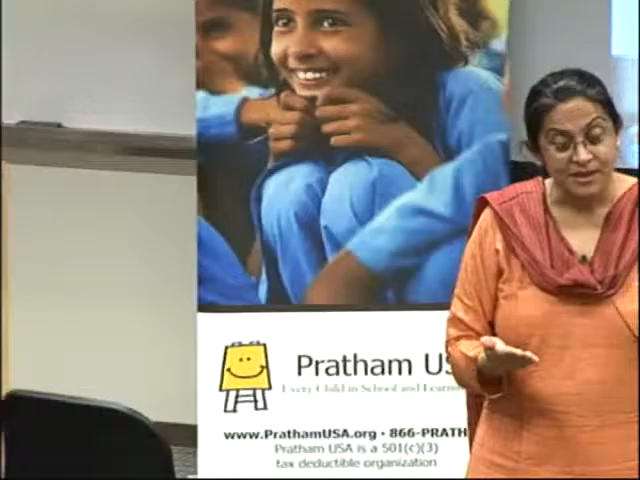 Pratham US
Every Child in School and Learning
www.PrathamUSA.org • 866-PRATH
Pratham USA is a 501(c)(3)
tax deductible organization